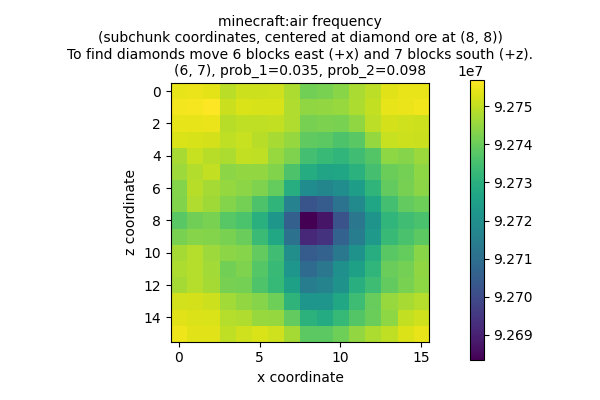 minecraft:air frequency
(subchunk coordinates, centered at diamond ore at (8, 8))
To find diamonds move 6 blocks east (+x) and 7 blocks south (+z).
(6, 7), prob_1=0.035, prob_2=0.098
1e7
0
2
4
6
8
10
12
14
z coordinate
0
5
10
15
x coordinate
9.275
9.274
9.273
9.272
9.271
9.270
9.269